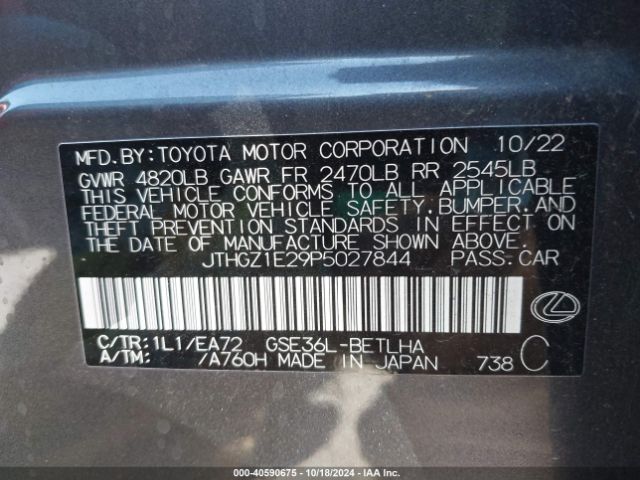 MFD.BY:TOYOTA MOTOR CORPORATION 10/22
GVWR 4820LB GAWR FR 2470LB RR 2545LB
THIS VEHICLE CONFORMS TO ALL APPLICABLE
FEDERAL MOTOR VEHICLE SAFETY,BUMPER,AND
THEFT PREVENTION STANDARDS IN EFFECT ON
THE DATE OF MANUFACTURE SHOWN ABOVE.
JTHGZ1E29P5027844 PASS.CAR
C/TR:1L1/EA72 GSE36L-BETLHA
A/TM: /A760H MADE IN JAPAN 738 C
000-40590675 - 10/18/2024 - IAA Inc.